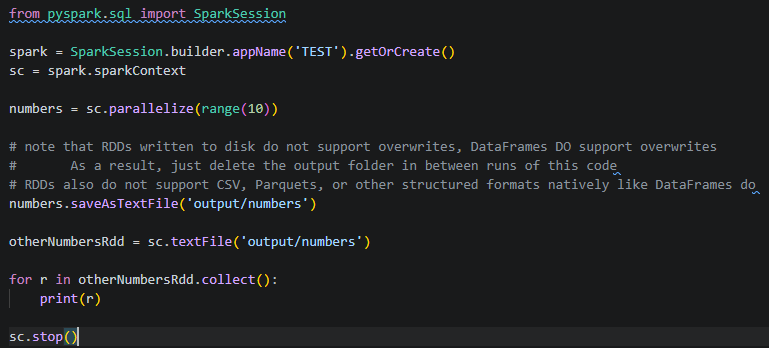 from pyspark.sql import SparkSession
spark = SparkSession.builder.appName('TEST').getOrCreate()
sc = spark.sparkContext
numbers = sc.parallelize(range(10))
# note that RDDs written to disk do not support overwrites, DataFrames DO support overwrites
#       As a result, just delete the output folder in between runs of this code
# RDDs also do not support CSV, Parquets, or other structured formats natively like DataFrames do
numbers.saveAsTextFile('output/numbers')
otherNumbersRdd = sc.textFile('output/numbers')
for r in otherNumbersRdd.collect():
    print(r)
sc.stop()